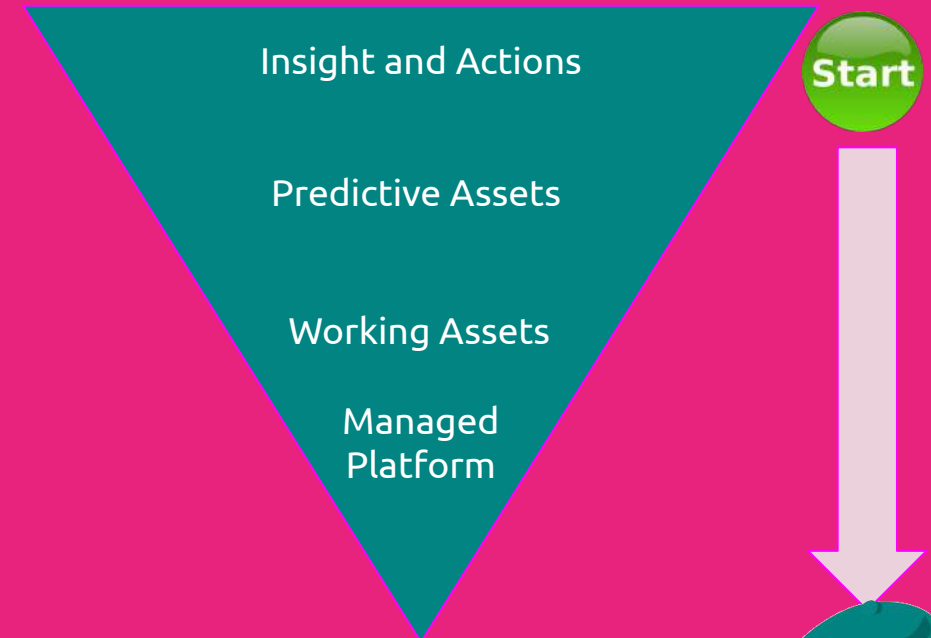 Insight and Actions
Start
Predictive Assets
Working Assets
Managed
Platform